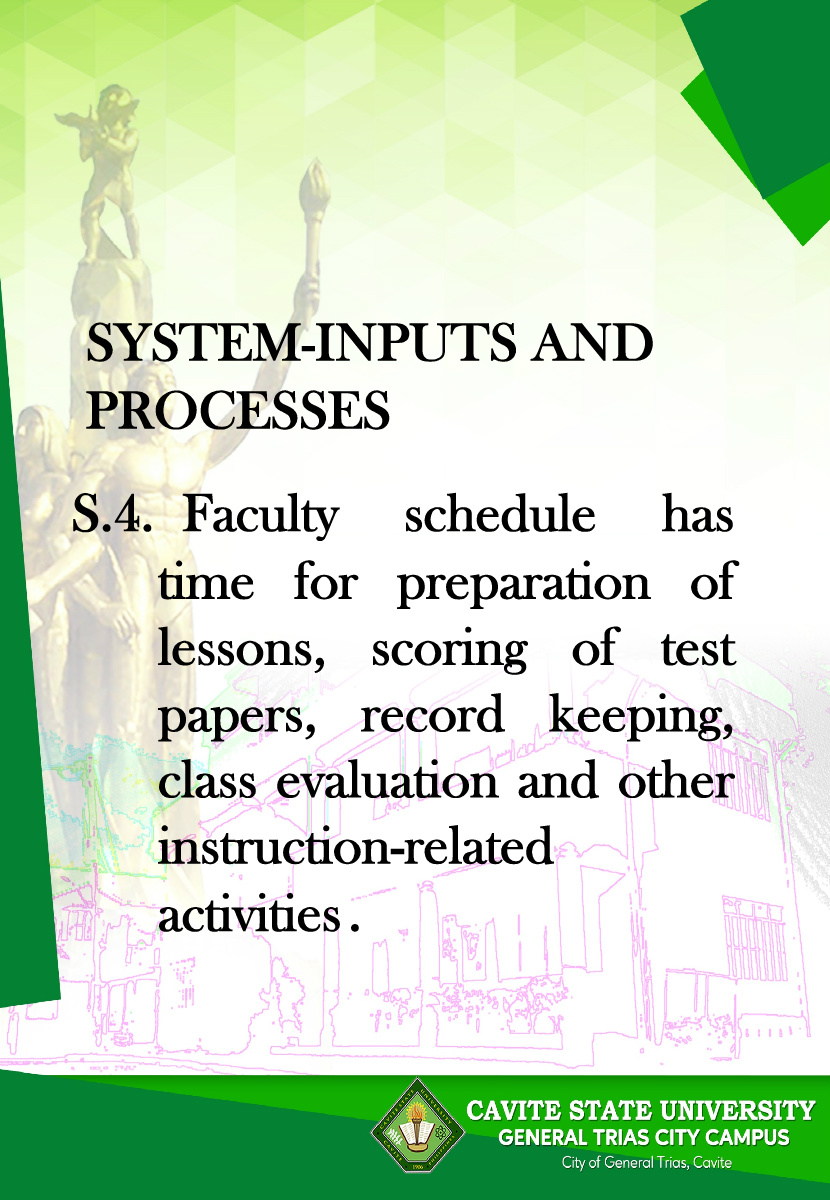 SYSTEM-INPUTS AND
PROCESSES
S.4. Faculty schedule has
time for preparation of
lessons, scoring of test
papers, record keeping,
class evaluation and other
instruction-related
activities.
CAVITE STATE UNIVERSITY
GENERAL TRIAS CITY CAMPUS
City of General Trias, Cavite
1906